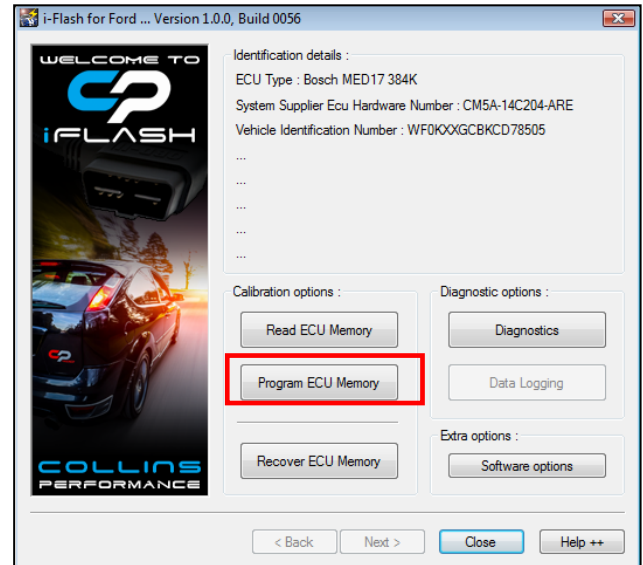 i-Flash for Ford ... Version 1.0.0, Build 0056
WELCOME TO
iFLASH
COLLINS
PERFORMANCE
Identification details :
ECU Type : Bosch MED17 384K
System Supplier Ecu Hardware Number : CM5A-14C204-ARE
Vehicle Identification Number : WF0KXXGCBKCD78505
...
...
...
...
...
Calibration options :
Read ECU Memory
Program ECU Memory
Recover ECU Memory
Diagnostic options :
Diagnostics
Data Logging
Extra options :
Software options
< Back
Next >
Close
Help ++